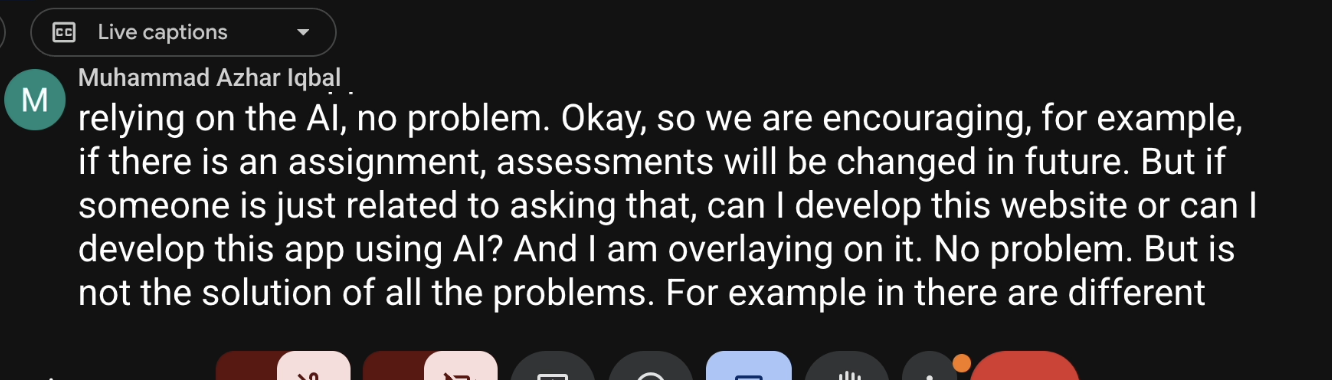 CC Live captions
Muhammad Azhar Iqbal
M
relying on the AI, no problem. Okay, so we are encouraging, for example,
if there is an assignment, assessments will be changed in future. But if
someone is just related to asking that, can I develop this website or can I
develop this app using AI? And I am overlaying on it. No problem. But is
not the solution of all the problems. For example in there are different